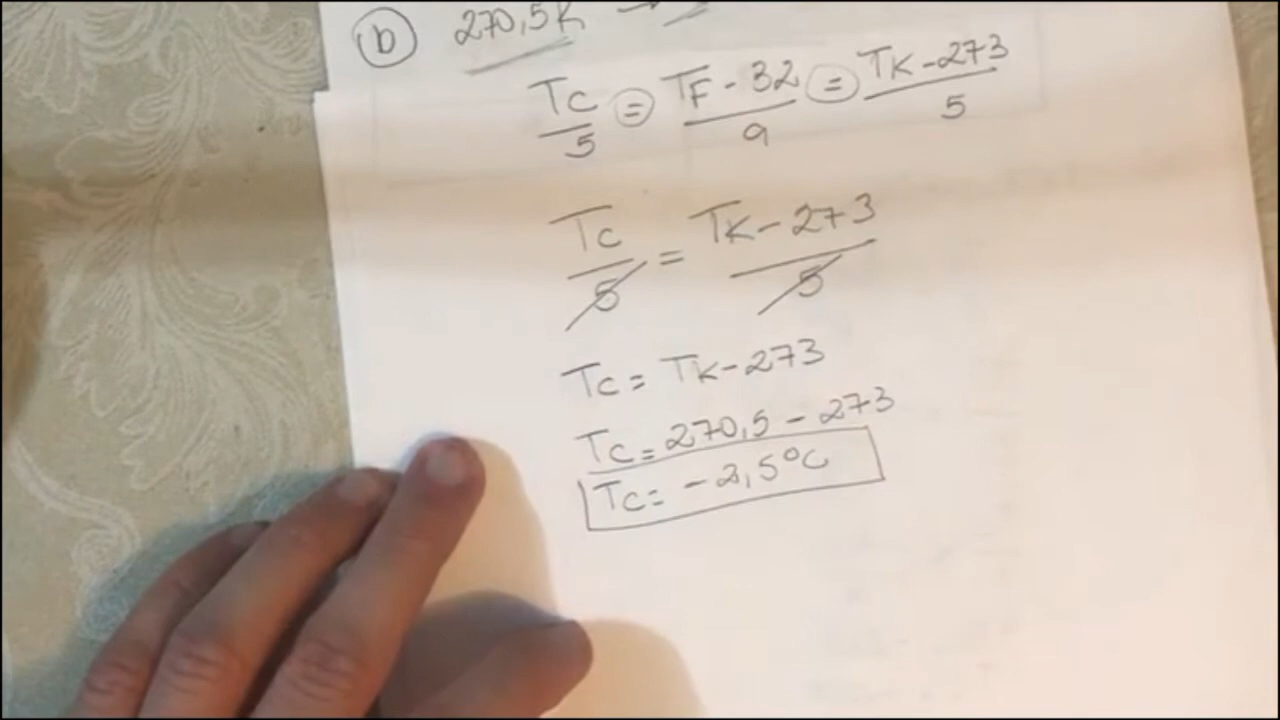 b 270,5K →
TC/5 = TF - 32/9 = TK - 273/5
TC/5 = TK - 273/5
TC = TK - 273
TC = 270,5 - 273
TC = - 2,5°C